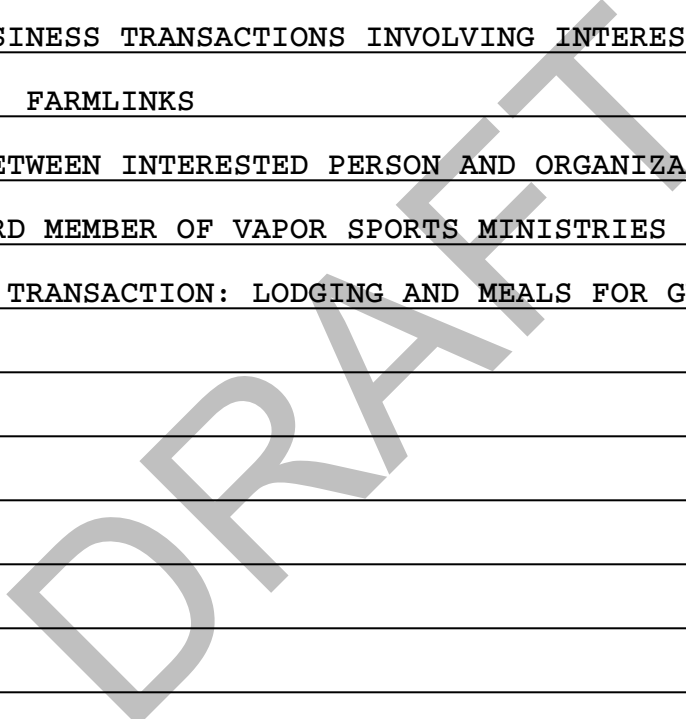 SINESS TRANSACTIONS INVOLVING INTERES
FARMLINKS
ETWEEN INTERESTED PERSON AND ORGANIZA
RD MEMBER OF VAPOR SPORTS MINISTRIES
TRANSACTION: LODGING AND MEALS FOR G
DRAFT